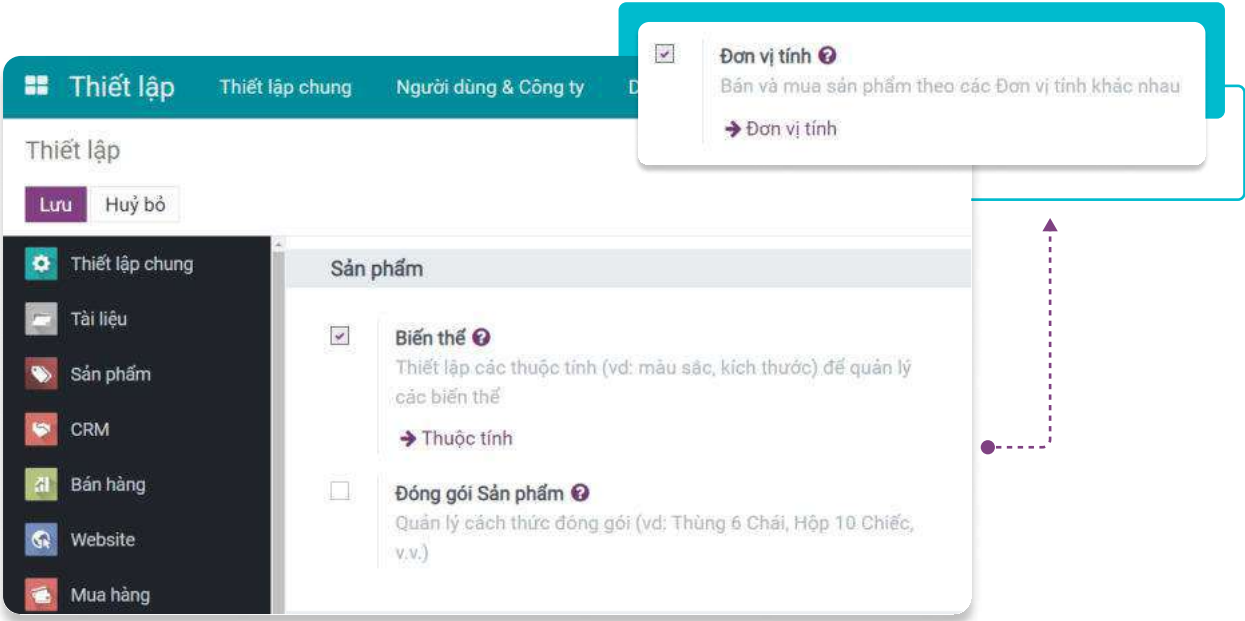 Đơn vị tính
Bán và mua sản phẩm theo các Đơn vị tính khác nhau
Đơn vị tính
Thiết lập
Thiết lập chung
Người dùng & Công ty
Thiết lập
Lưu
Huỷ bỏ
Thiết lập chung
Tài liệu
Sản phẩm
CRM
Bán hàng
Website
Mua hàng
Sản phẩm
Biến thể
Thiết lập các thuộc tính (vd: màu sắc, kích thước) để quản lý
các biến thể
Thuộc tính
Đóng gói Sản phẩm
Quản lý cách thức đóng gói (vd: Thùng 6 Chái, Hộp 10 Chiếc,
v.v.)